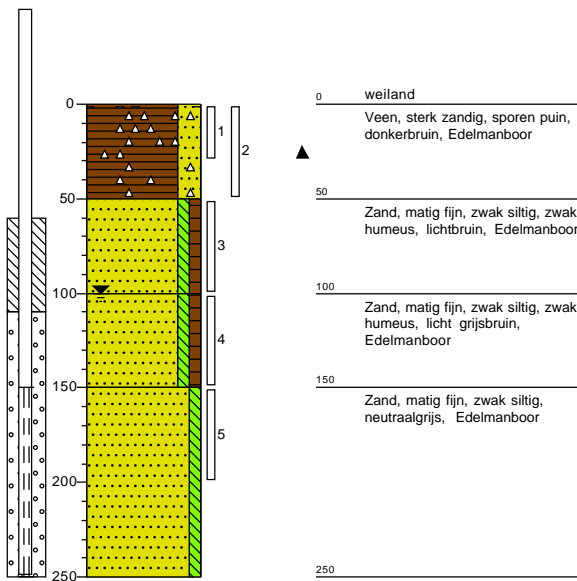 0
50
100
150
200
250
1
2
3
4
5
0
weiland
Veen, sterk zandig, sporen puin,
donkerbruin, Edelmanboor
50
Zand, matig fijn, zwak siltig, zwak
humeus, lichtbruin, Edelmanboor
100
Zand, matig fijn, zwak siltig, zwak
humeus, licht grijsbruin,
Edelmanboor
150
Zand, matig fijn, zwak siltig,
neutraalgrijs, Edelmanboor
250